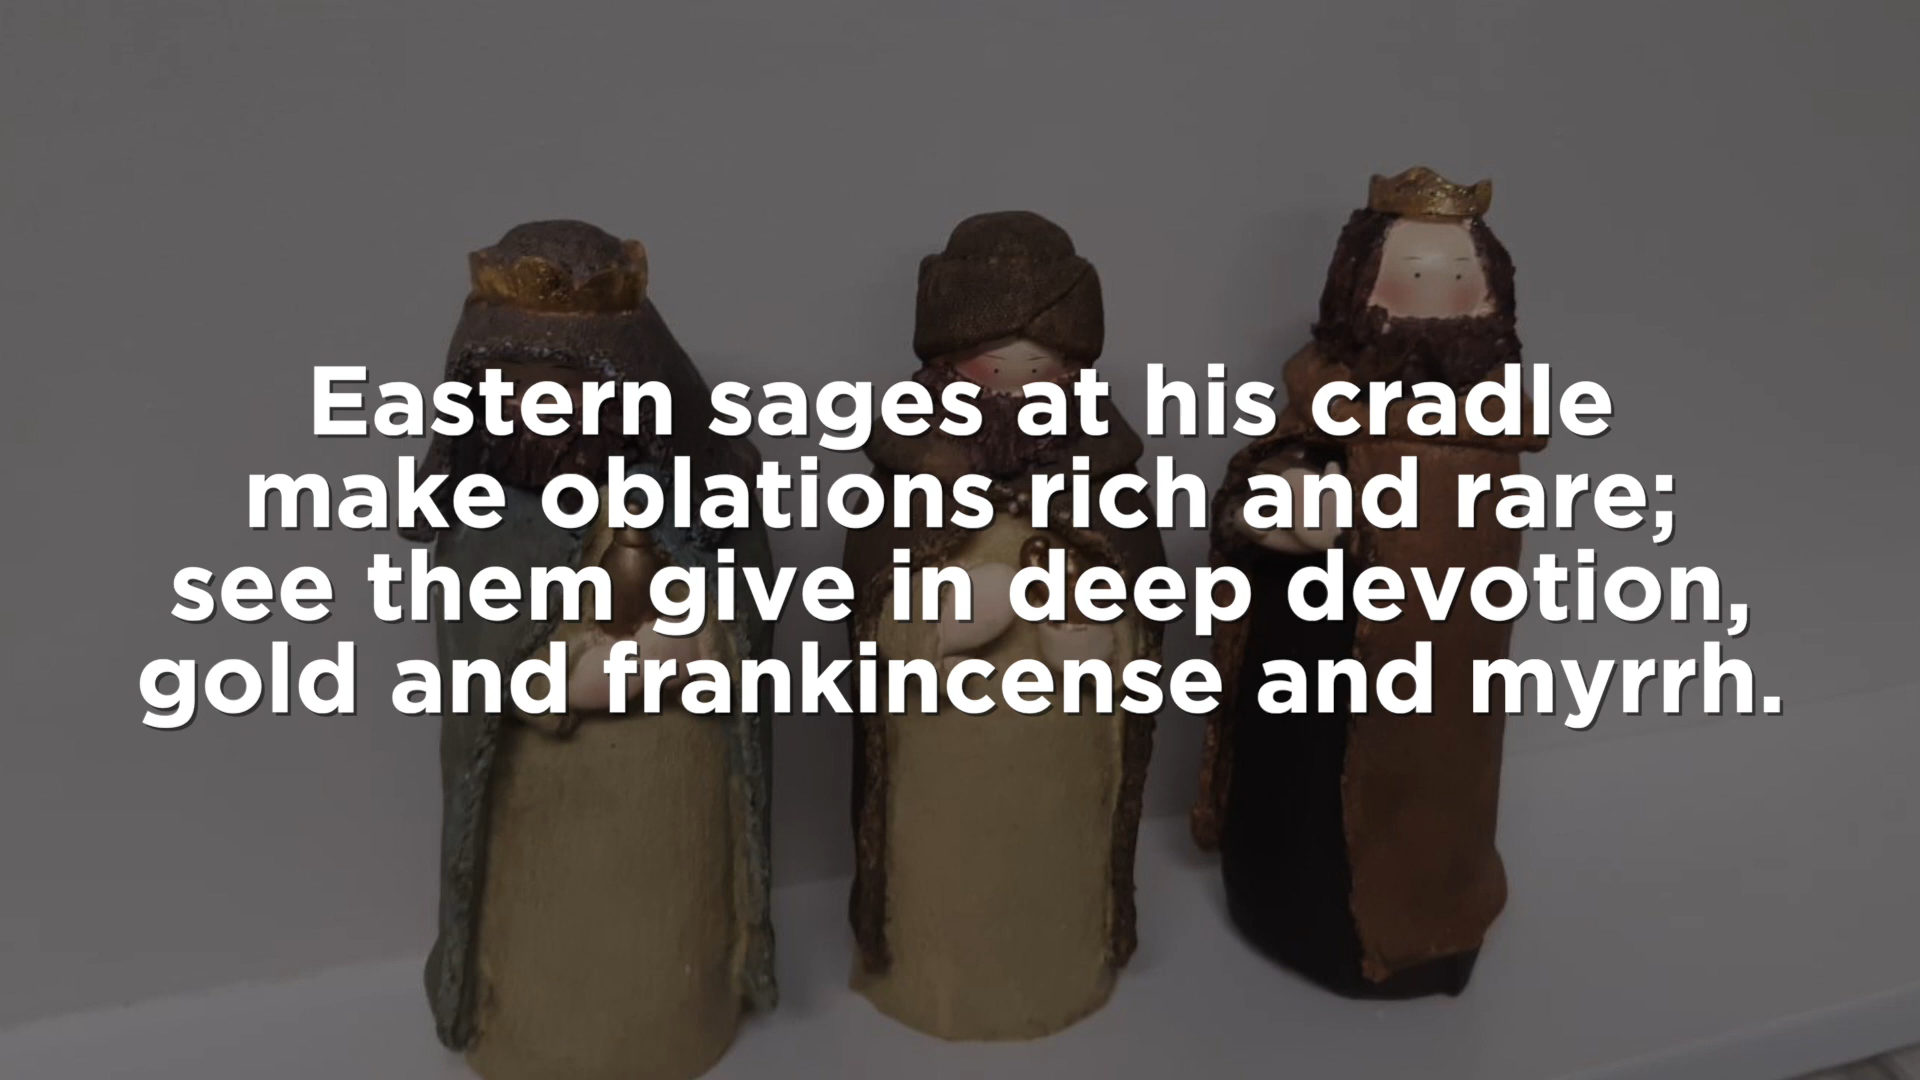 Eastern sages at his cradle
make oblations rich and rare;
see them give in deep devotion,
gold and frankincense and myrrh.